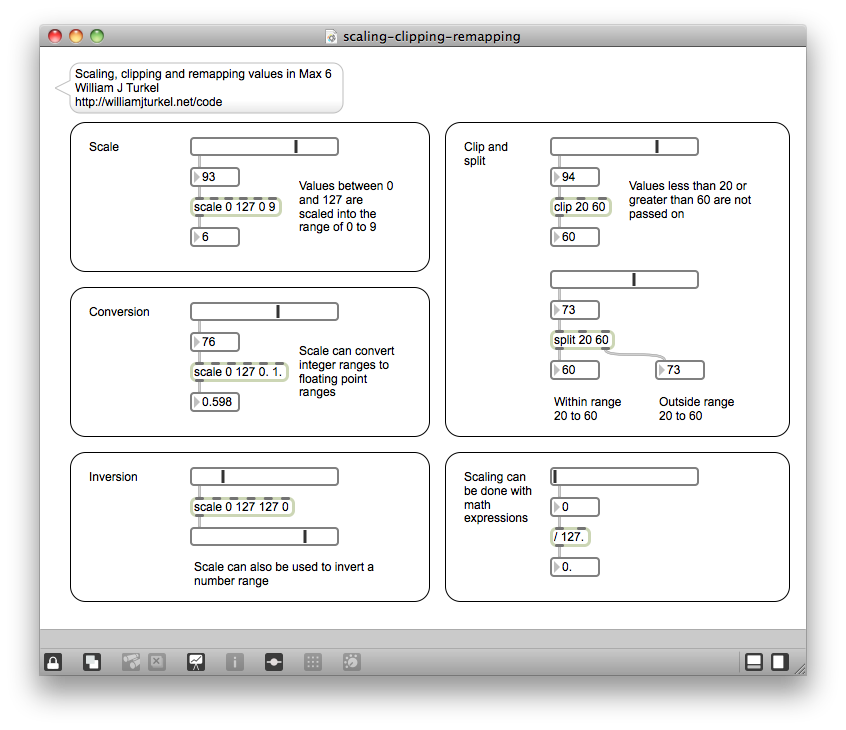 scaling-clipping-remapping
Scaling, clipping and remapping values in Max 6
William J Turkel
http://williamjturkel.net/code
Scale
93
scale 0 127 0 9
6
Values between 0
and 127 are
scaled into the
range of 0 to 9
Conversion
76
scale 0 127 0. 1.
0.598
Scale can convert
integer ranges to
floating point
ranges
Inversion
scale 0 127 127 0
Scale can also be used to invert a
number range
Clip and
split
94
clip 20 60
60
Values less than 20 or
greater than 60 are not
passed on
73
split 20 60
60
73
Within range
20 to 60
Outside range
20 to 60
Scaling can
be done with
math
expressions
0
/ 127.
0.